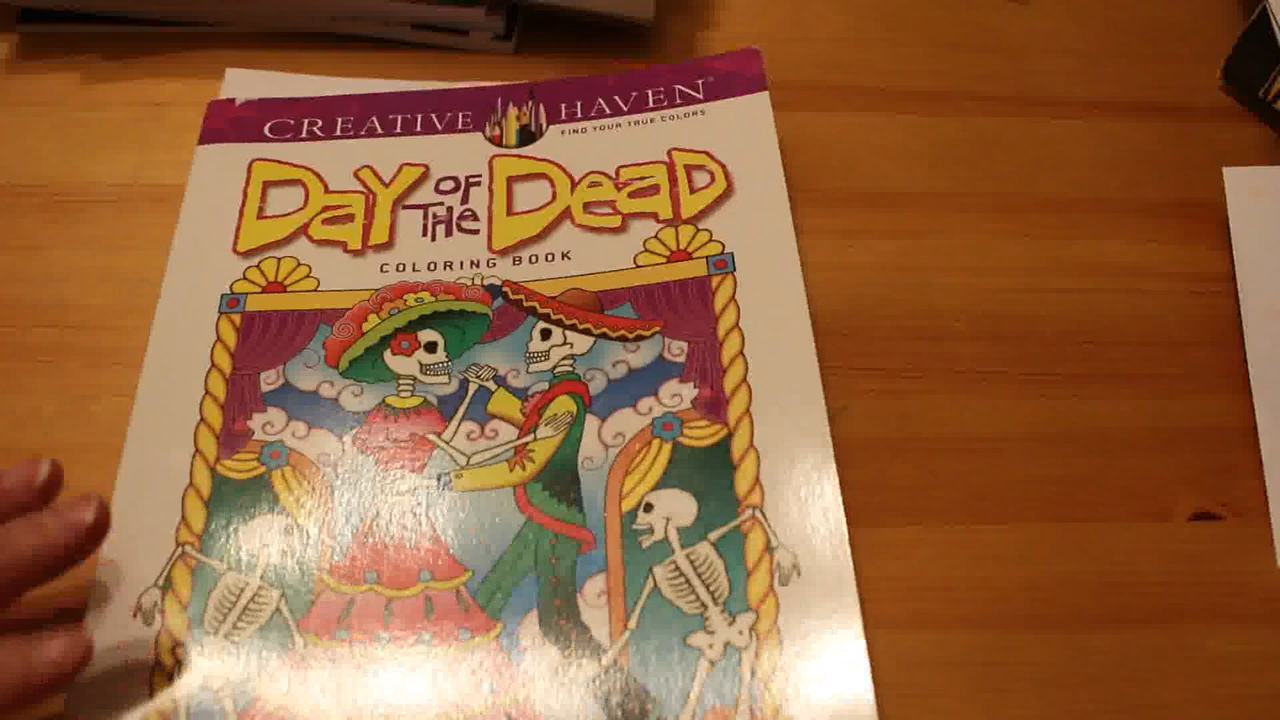 CREATIVE HAVEN®
FIND YOUR TRUE COLORS
DaY OF THe DeaD
COLORING BOOK